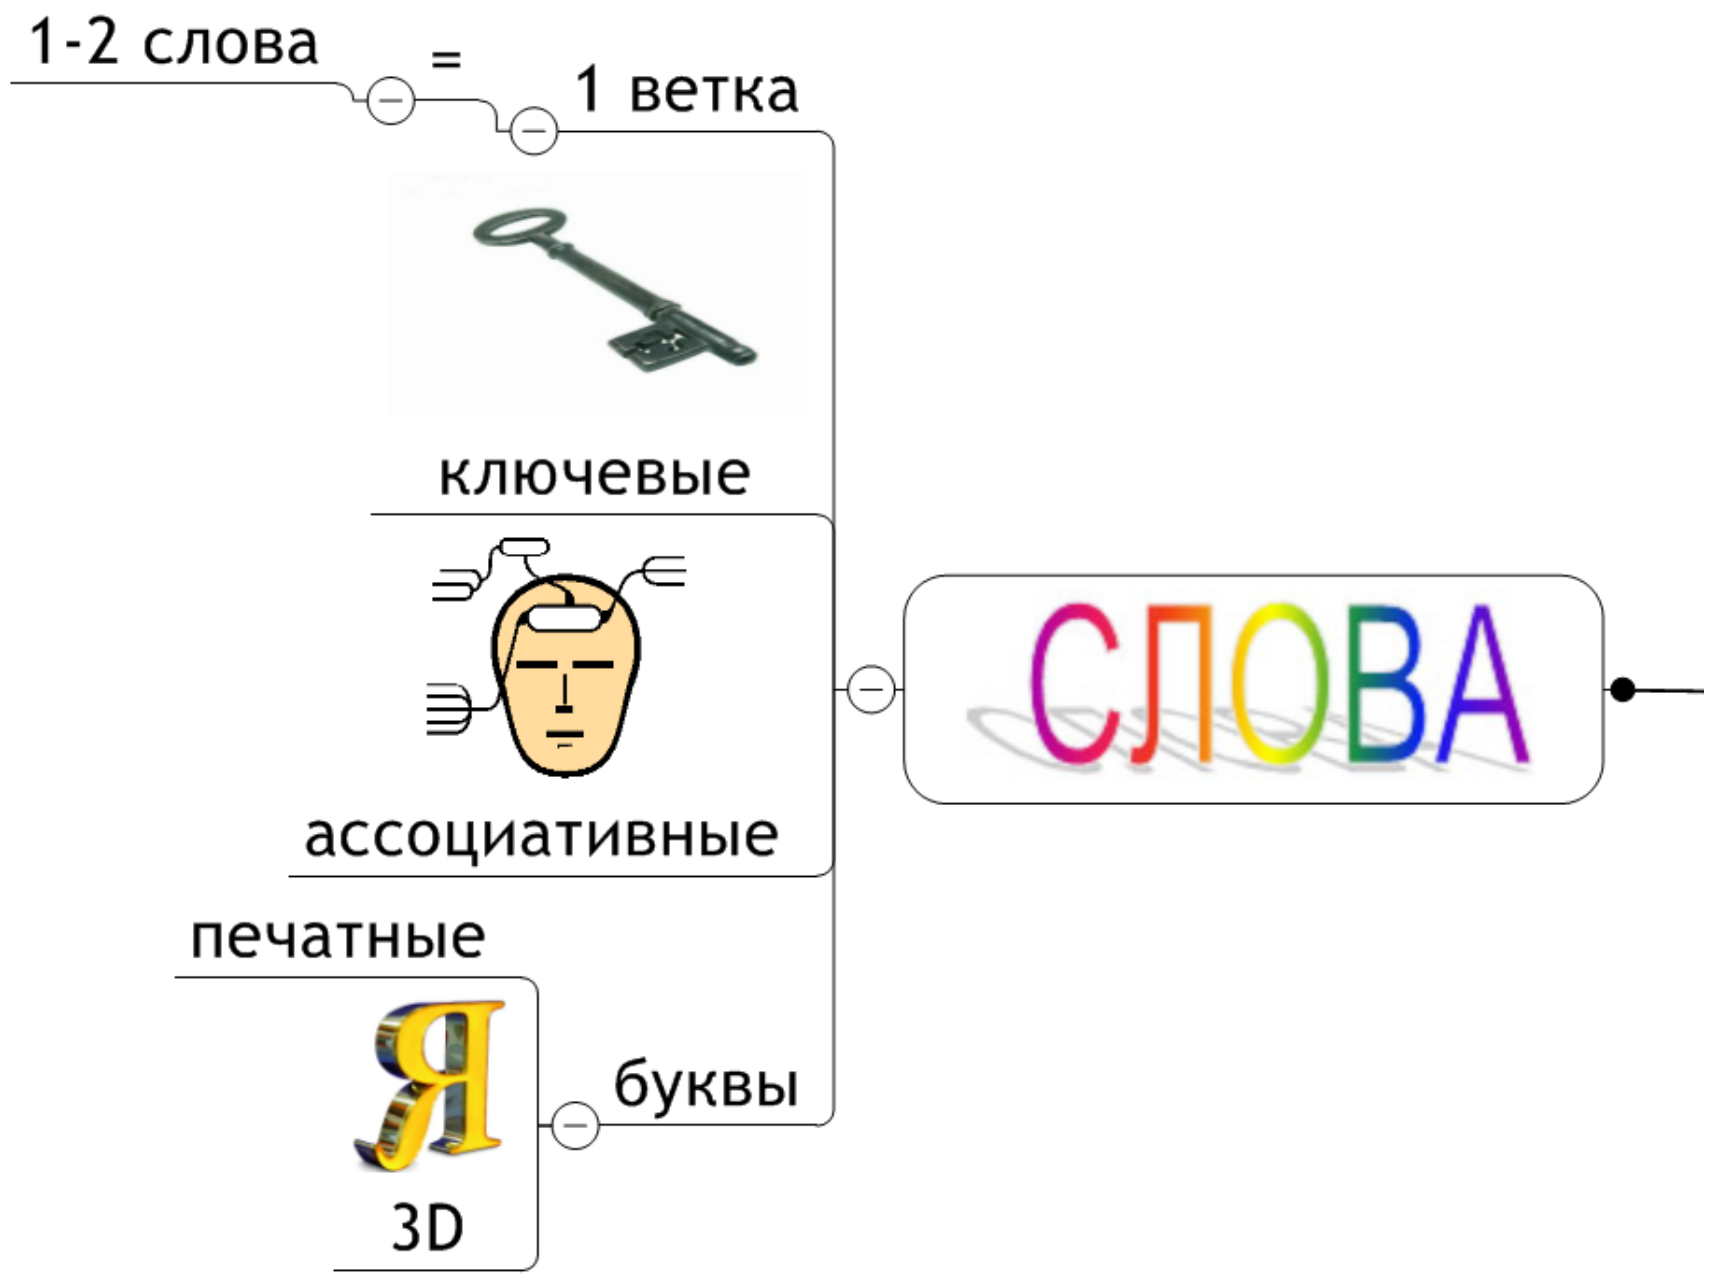 1-2 слова
=
1 ветка
ключевые
СЛОВА
ассоциативные
печатные
Я
буквы
3D